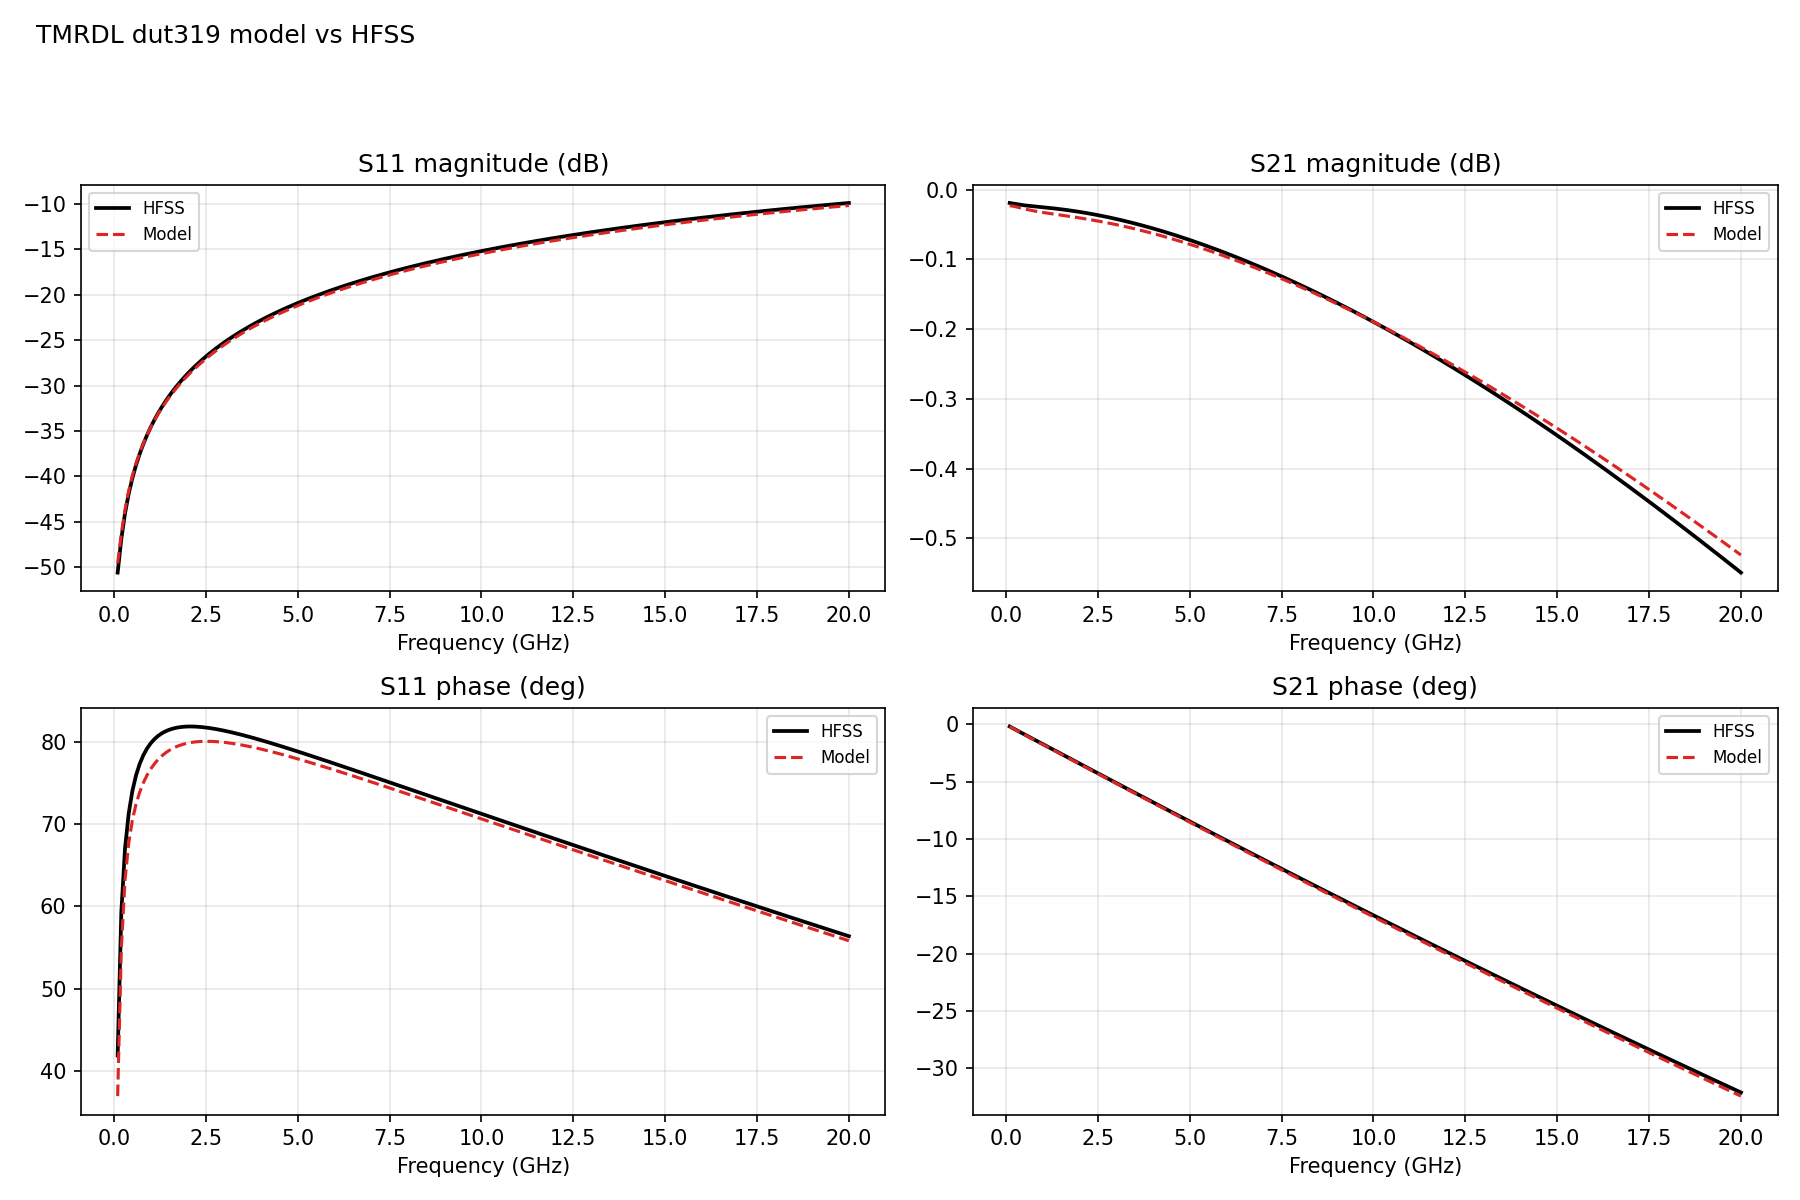 TMRDL dut319 model vs HFSS
S11 magnitude (dB)
−10
−15
−20
−25
−30
−35
−40
−45
−50
HFSS
Model
0.0 2.5 5.0 7.5 10.0 12.5 15.0 17.5 20.0
Frequency (GHz)
S21 magnitude (dB)
0.0
−0.1
−0.2
−0.3
−0.4
−0.5
HFSS
Model
0.0 2.5 5.0 7.5 10.0 12.5 15.0 17.5 20.0
Frequency (GHz)
S11 phase (deg)
80
70
60
50
40
HFSS
Model
0.0 2.5 5.0 7.5 10.0 12.5 15.0 17.5 20.0
Frequency (GHz)
S21 phase (deg)
0
−5
−10
−15
−20
−25
−30
HFSS
Model
0.0 2.5 5.0 7.5 10.0 12.5 15.0 17.5 20.0
Frequency (GHz)